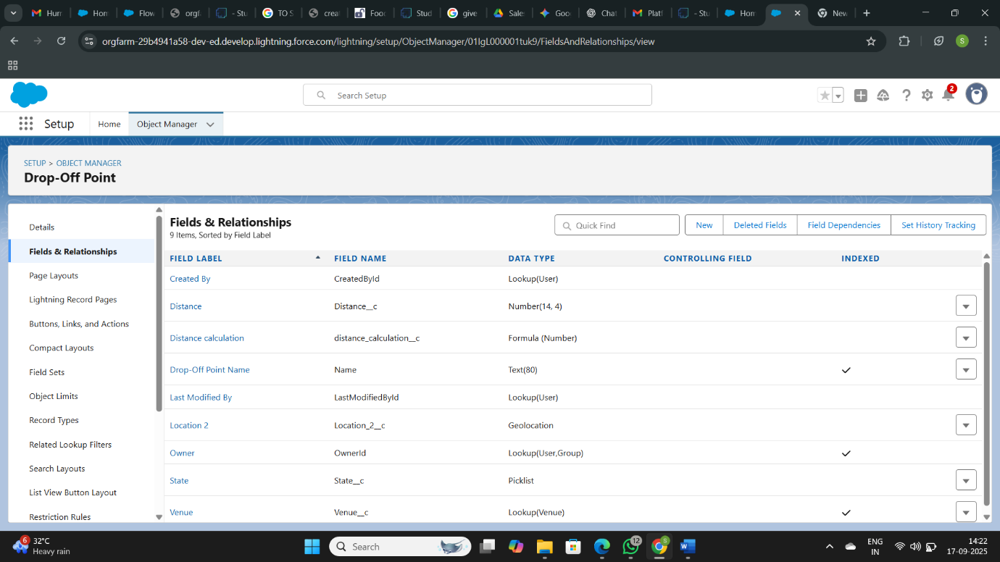 Hurr
Hom
Flow
orgfa
- Stu
TO S
crea
Food
Stud
give
Sale
Goo
Chat
Platf
- Stu
Hom
New
orgfarm-29b4941a58-dev-ed.develop.lightning.force.com/lightning/setup/ObjectManager/01IgL000001tuk9/FieldsAndRelationships/view
S
Search Setup
2
Setup
Home
Object Manager
SETUP > OBJECT MANAGER
Drop-Off Point
Details
Fields & Relationships
Page Layouts
Lightning Record Pages
Buttons, Links, and Actions
Compact Layouts
Field Sets
Object Limits
Record Types
Related Lookup Filters
Search Layouts
List View Button Layout
Restriction Rules
Fields & Relationships
9 Items, Sorted by Field Label
Quick Find
New
Deleted Fields
Field Dependencies
Set History Tracking
FIELD LABEL FIELD NAME DATA TYPE CONTROLLING FIELD INDEXED
Created By CreatedById Lookup(User)
Distance Distance__c Number(14, 4)
Distance calculation distance_calculation__c Formula (Number)
Drop-Off Point Name Name Text(80)
Last Modified By LastModifiedById Lookup(User)
Location 2 Location_2__c Geolocation
Owner OwnerId Lookup(User,Group)
State State__c Picklist
Venue Venue__c Lookup(Venue)
6
32°C
Heavy rain
Search
12
S
ENG
IN
14:22
17-09-2025